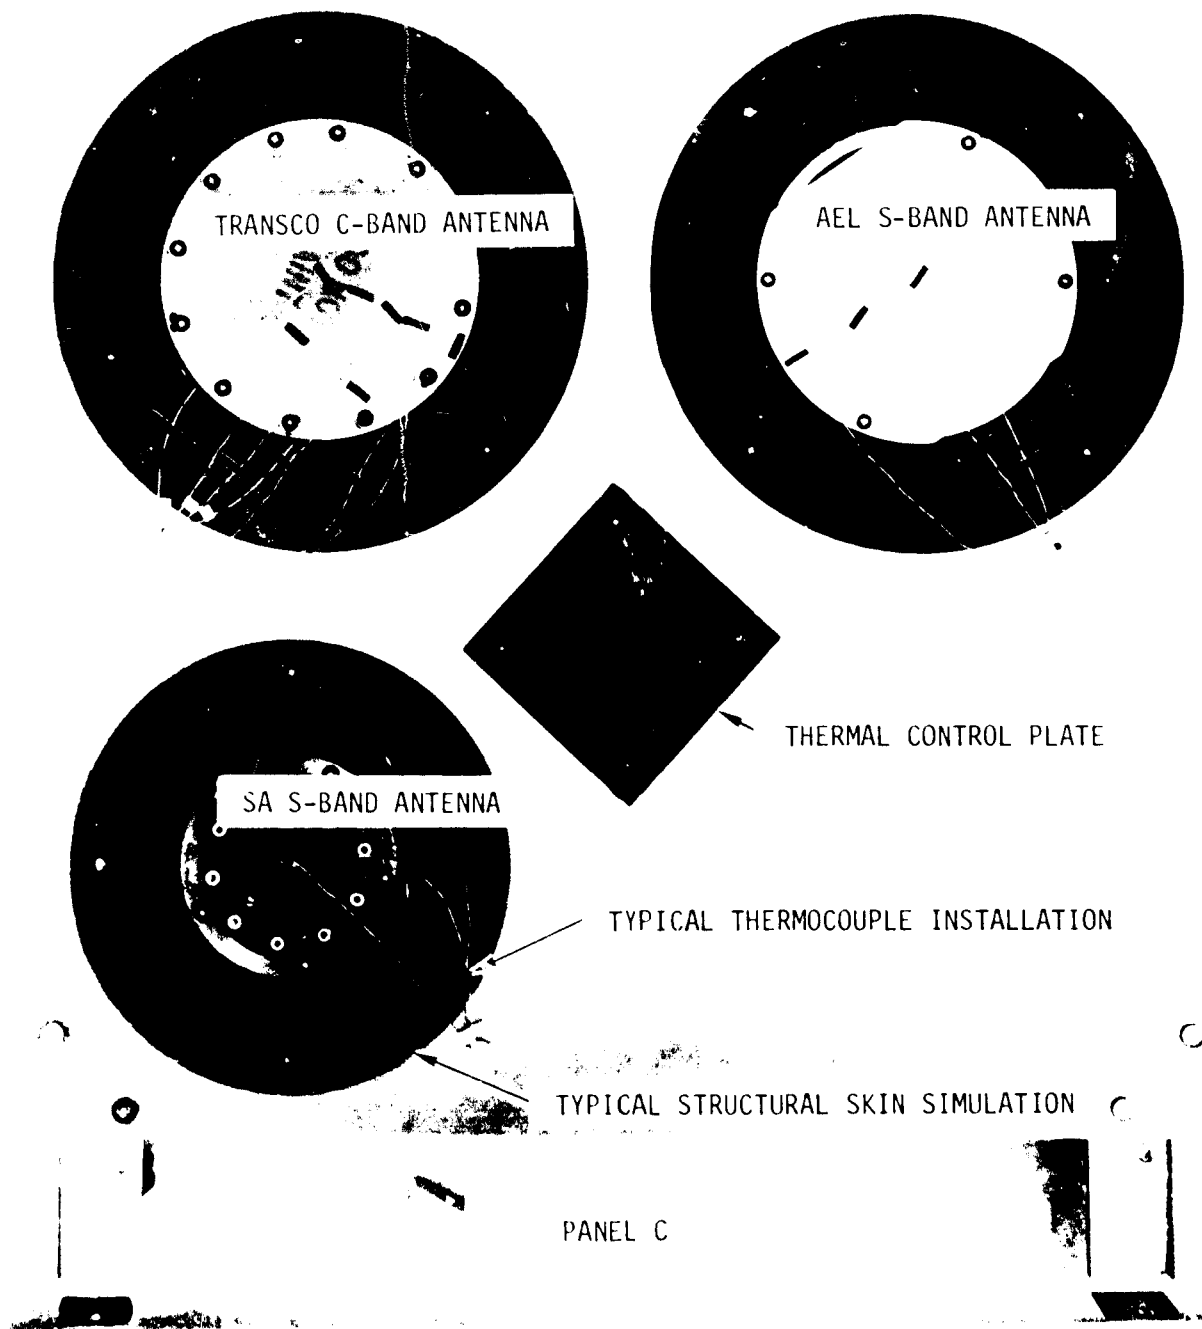 TRANSCO C-BAND ANTENNA
AEL S-BAND ANTENNA
THERMAL CONTROL PLATE
SA S-BAND ANTENNA
TYPICAL THERMOCOUPLE INSTALLATION
TYPICAL STRUCTURAL SKIN SIMULATION
PANEL C